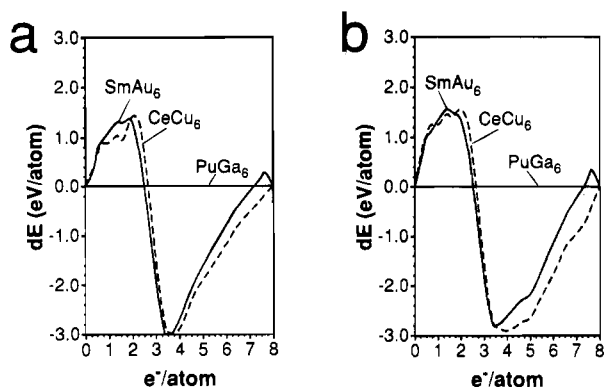 a
3.0
2.0
1.0
0.0
-1.0
-2.0
-3.0
dE (eV/atom)
SmAu6
CeCu6
PuGa6
0 1 2 3 4 5 6 7 8
e-/atom
b
3.0
2.0
1.0
0.0
-1.0
-2.0
-3.0
dE (eV/atom)
SmAu6
CeCu6
PuGa6
0 1 2 3 4 5 6 7 8
e-/atom